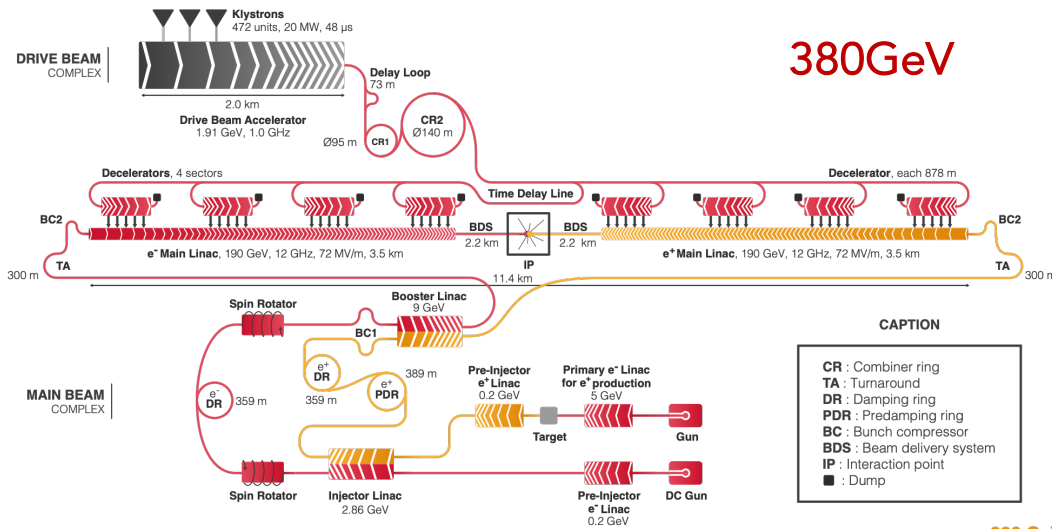 Klystrons
472 units, 20 MW, 48 µs
380GeV
DRIVE BEAM
COMPLEX
Delay Loop
73 m
2.0 km
Drive Beam Accelerator
1.91 GeV, 1.0 GHz
CR2
Ø140 m
Ø95 m
CR1
Decelerators, 4 sectors
Time Delay Line
Decelerator, each 878 m
BC2
BDS
2.2 km
BDS
2.2 km
BC2
e- Main Linac, 190 GeV, 12 GHz, 72 MV/m, 3.5 km
IP
e+ Main Linac, 190 GeV, 12 GHz, 72 MV/m, 3.5 km
TA
TA
300 m
11.4 km
300 m
Booster Linac
9 GeV
Spin Rotator
BC1
CAPTION
MAIN BEAM
COMPLEX
e-
DR
359 m
e+
DR
359 m
e+
PDR
389 m
Pre-Injector
e+ Linac
0.2 GeV
Primary e- Linac
for e+ production
5 GeV
Target
Gun
Spin Rotator
Injector Linac
2.86 GeV
Pre-Injector
e- Linac
0.2 GeV
DC Gun
CR : Combiner ring
TA : Turnaround
DR : Damping ring
PDR : Predamping ring
BC : Bunch compressor
BDS : Beam delivery system
IP : Interaction point
: Dump